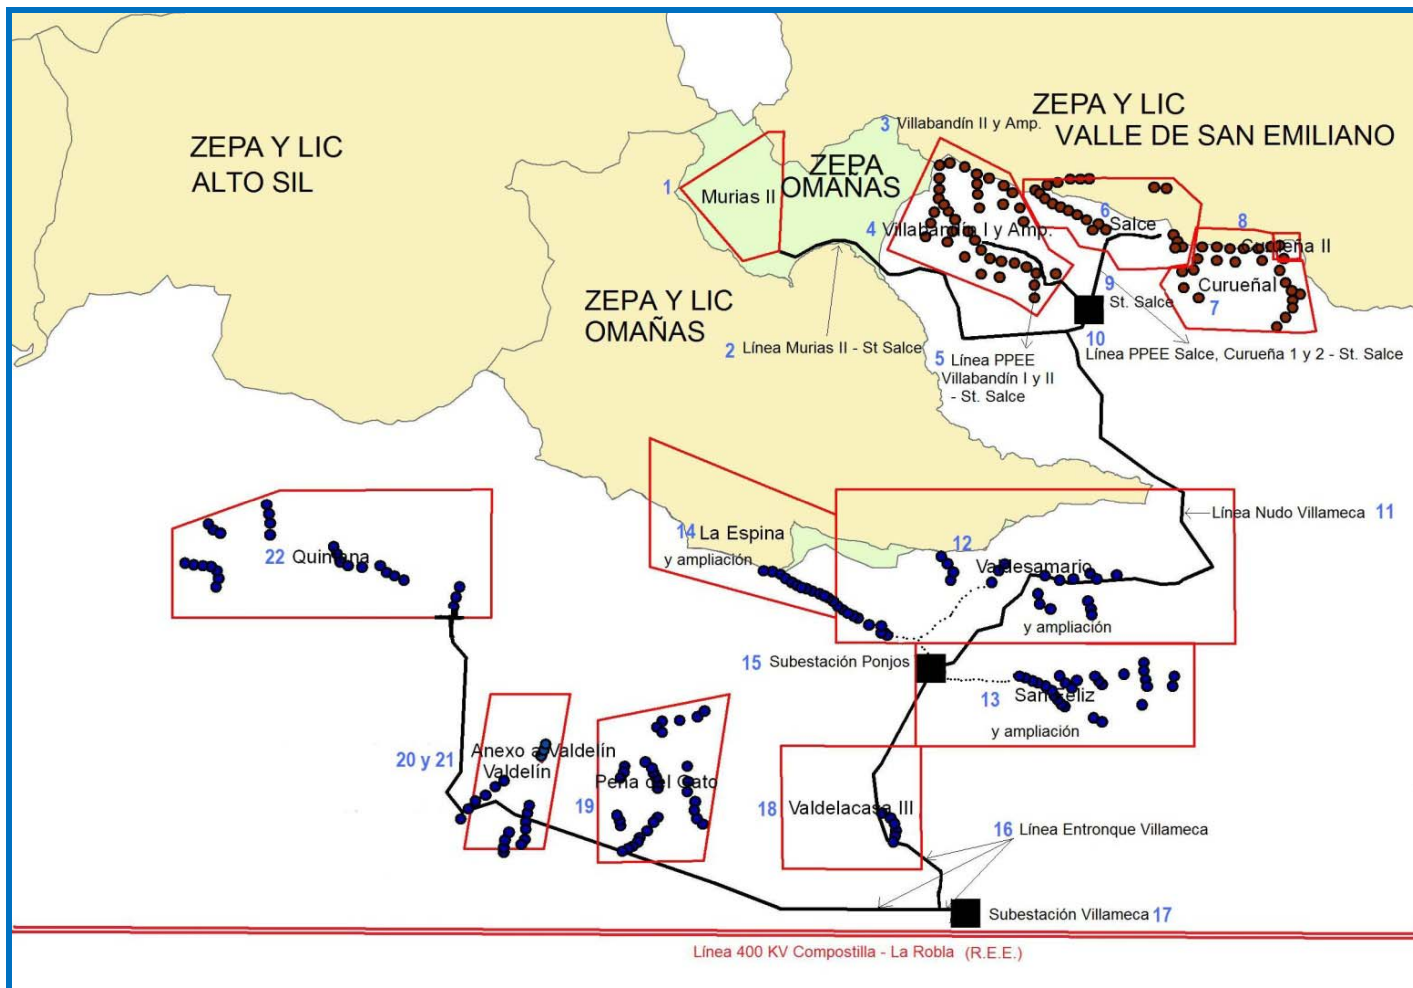 ZEPA Y LIC
ALTO SIL
ZEPA Y LIC
VALLE DE SAN EMILIANO
3 Villabandín II y Amp.
ZEPA
OMAÑAS
1
Murias II
4
Villabandín I y Amp.
6
Salce
8
Curueña II
CurueñaI
7
9
St. Salce
10
ZEPA Y LIC
OMAÑAS
2 Línea Murias II - St Salce
5 Línea PPEE
Villabandín I y II
- St. Salce
Línea PPEE Salce, Curueña 1 y 2 - St. Salce
Línea Nudo Villameca 11
14 La Espina
y ampliación
12
Valdesamario
y ampliación
22 Quintana
15 Subestación Ponjos
13 San Feliz
y ampliación
20 y 21
Anexo a Valdelín
Valdelín
19
Peña del Gato
18 Valdelacasa III
16 Línea Entronque Villameca
Subestación Villameca 17
Línea 400 KV Compostilla - La Robla (R.E.E.)